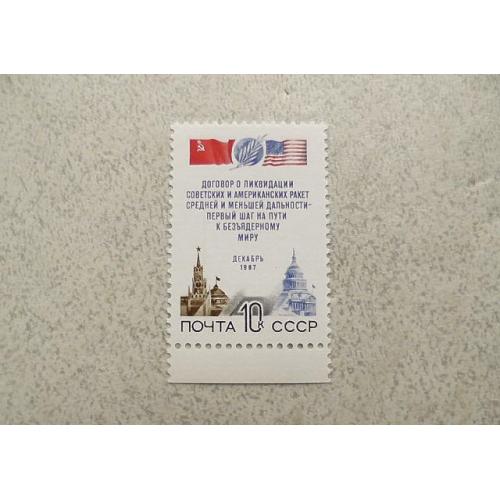 ДОГОВОР О ЛИКВИДАЦИИ
СОВЕТСКИХ И АМЕРИКАНСКИХ РАКЕТ
СРЕДНЕЙ И МЕНЬШЕЙ ДАЛЬНОСТИ-
ПЕРВЫЙ ШАГ НА ПУТИ
К БЕЗЪЯДЕРНОМУ
МИРУ
ДЕКАБРЬ
1987
ПОЧТА 10К СССР